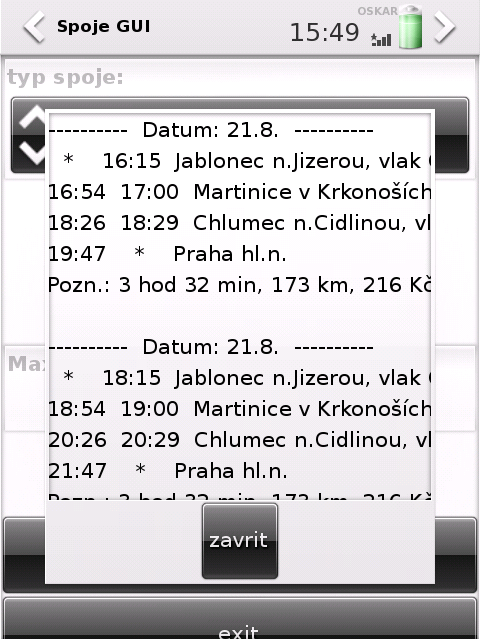 OSKAR
Spoje GUI
15:49
typ spoje:
---------- Datum: 21.8. ----------
* 16:15 Jablonec n.Jizerou, vlak
16:54 17:00 Martinice v Krkonoších
18:26 18:29 Chlumec n.Cidlinou, vl
19:47 * Praha hl.n.
Pozn.: 3 hod 32 min, 173 km, 216 Kč
---------- Datum: 21.8. ----------
Max
* 18:15 Jablonec n.Jizerou, vlak
18:54 19:00 Martinice v Krkonoších
20:26 20:29 Chlumec n.Cidlinou, vl
21:47 * Praha hl.n.
Pozn.: 3 hod 32 min, 173 km, 216 Kč
zavrit
exit